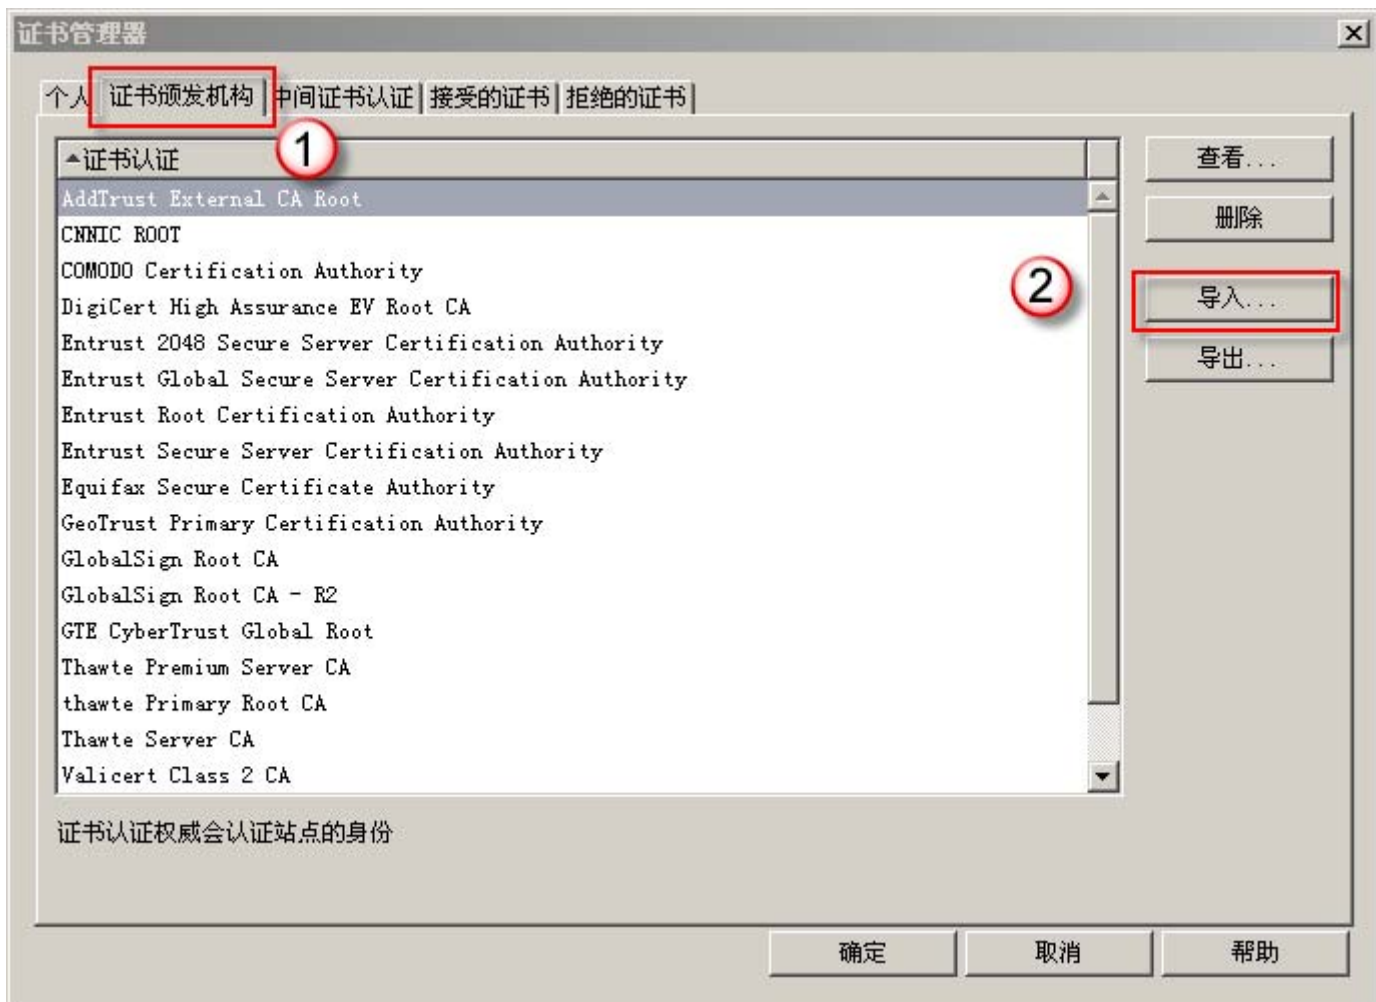 证书管理器
个人 证书颁发机构 中间证书认证 接受的证书 拒绝的证书
1
证书认证
查看...
AddTrust External CA Root
删除
CNNIC ROOT
COMODO Certification Authority
2
导入...
DigiCert High Assurance EV Root CA
Entrust 2048 Secure Server Certification Authority
导出...
Entrust Global Secure Server Certification Authority
Entrust Root Certification Authority
Entrust Secure Server Certification Authority
Equifax Secure Certificate Authority
GeoTrust Primary Certification Authority
GlobalSign Root CA
GlobalSign Root CA - R2
GTE CyberTrust Global Root
Thawte Premium Server CA
thawte Primary Root CA
Thawte Server CA
Valicert Class 2 CA
证书认证权威会认证站点的身份
确定 取消 帮助